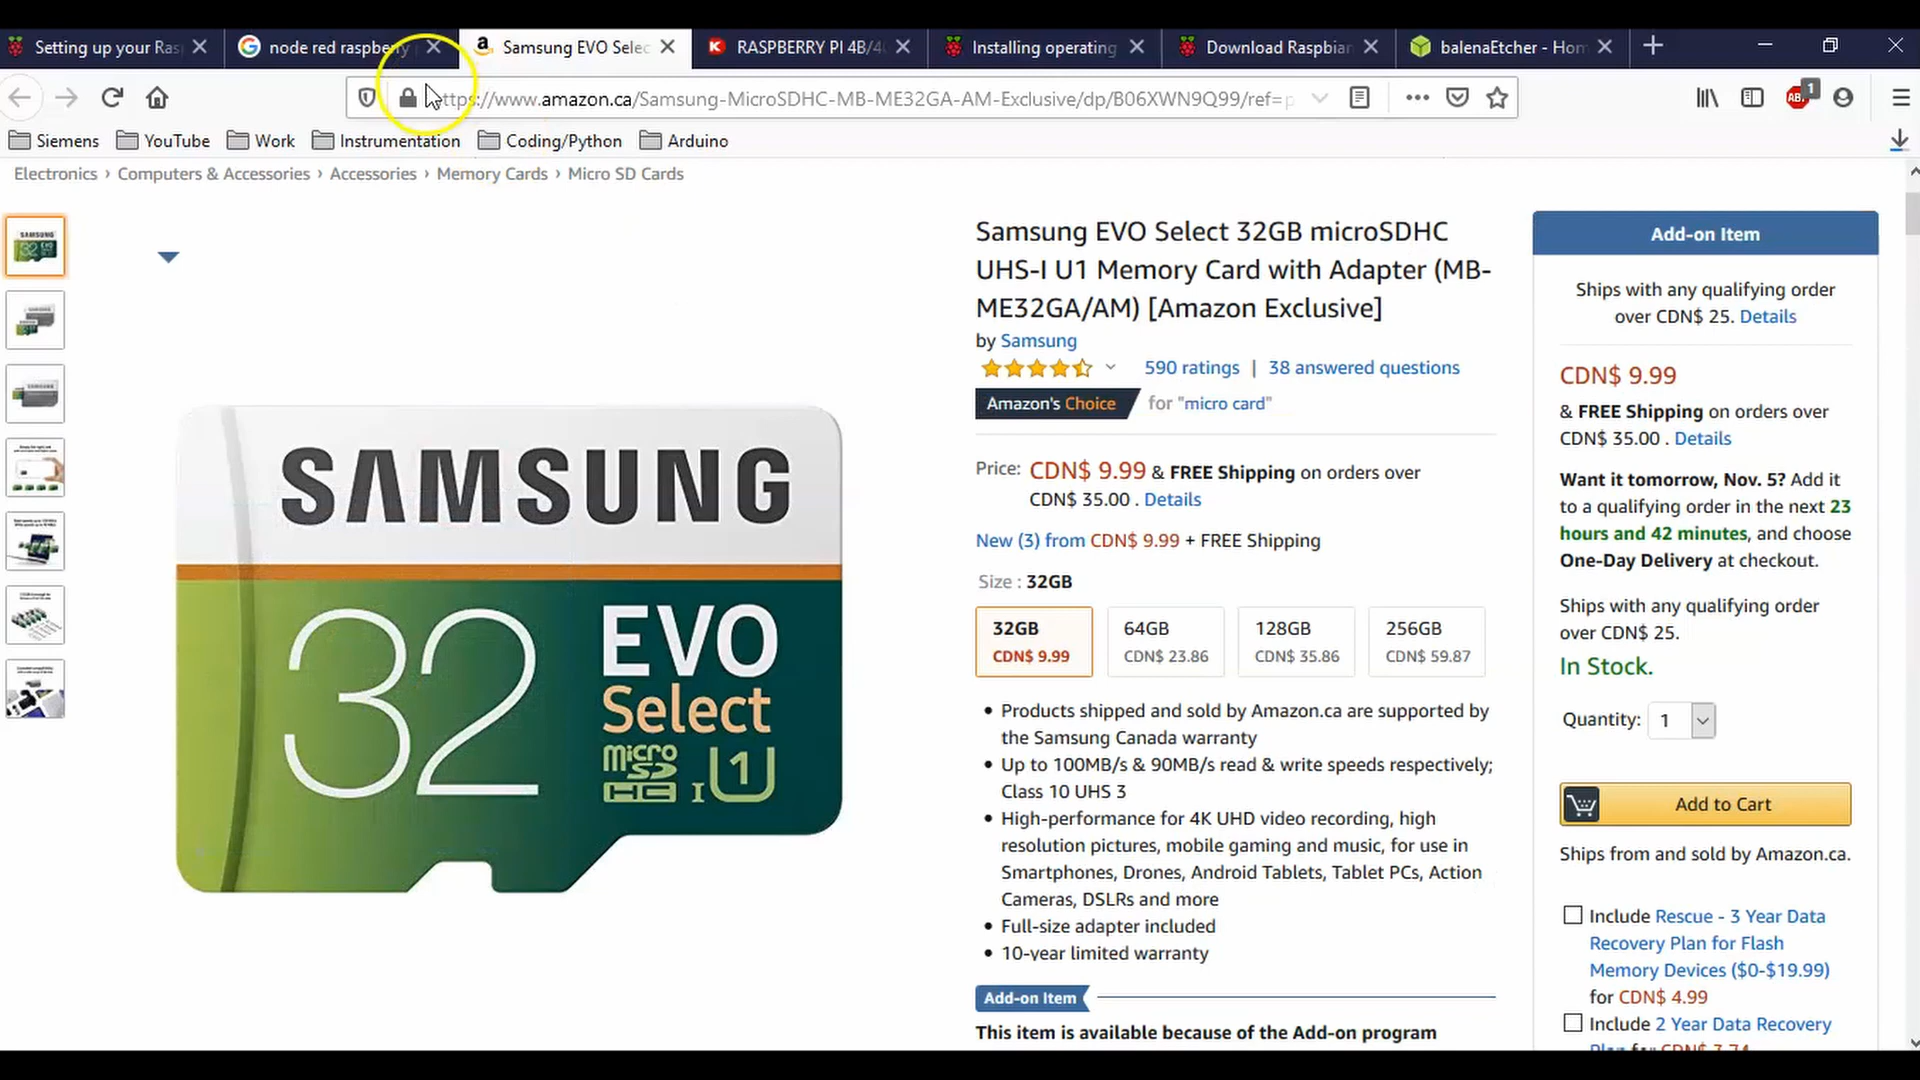 Setting up your Ras
node red raspberry
Samsung EVO Selec
RASPBERRY PI 4B/4
Installing operating
Download Raspbian
balenaEtcher - Hom
https://www.amazon.ca/Samsung-MicroSDHC-MB-ME32GA-AM-Exclusive/dp/B06XWN9Q99/ref=p
ABP
1
Siemens
YouTube
Work
Instrumentation
Coding/Python
Arduino
Electronics › Computers & Accessories › Accessories › Memory Cards › Micro SD Cards
SAMSUNG
32
EVO
Select
micro
SD
HC I U1
Samsung EVO Select 32GB microSDHC
UHS-I U1 Memory Card with Adapter (MB-
ME32GA/AM) [Amazon Exclusive]
by Samsung
590 ratings | 38 answered questions
Amazon's Choice for "micro card"
Price: CDN$ 9.99 & FREE Shipping on orders over
CDN$ 35.00 . Details
New (3) from CDN$ 9.99 + FREE Shipping
Size : 32GB
32GB
CDN$ 9.99
64GB
CDN$ 23.86
128GB
CDN$ 35.86
256GB
CDN$ 59.87
• Products shipped and sold by Amazon.ca are supported by
the Samsung Canada warranty
• Up to 100MB/s & 90MB/s read & write speeds respectively;
Class 10 UHS 3
• High-performance for 4K UHD video recording, high
resolution pictures, mobile gaming and music, for use in
Smartphones, Drones, Android Tablets, Tablet PCs, Action
Cameras, DSLRs and more
• Full-size adapter included
• 10-year limited warranty
Add-on Item
This item is available because of the Add-on program
Add-on Item
Ships with any qualifying order
over CDN$ 25. Details
CDN$ 9.99
& FREE Shipping on orders over
CDN$ 35.00 . Details
Want it tomorrow, Nov. 5? Add it
to a qualifying order in the next 23
hours and 42 minutes, and choose
One-Day Delivery at checkout.
Ships with any qualifying order
over CDN$ 25.
In Stock.
Quantity: 1
Add to Cart
Ships from and sold by Amazon.ca.
Include Rescue - 3 Year Data
Recovery Plan for Flash
Memory Devices ($0-$19.99)
for CDN$ 4.99
Include 2 Year Data Recovery
Plan for CDN$ 7.74